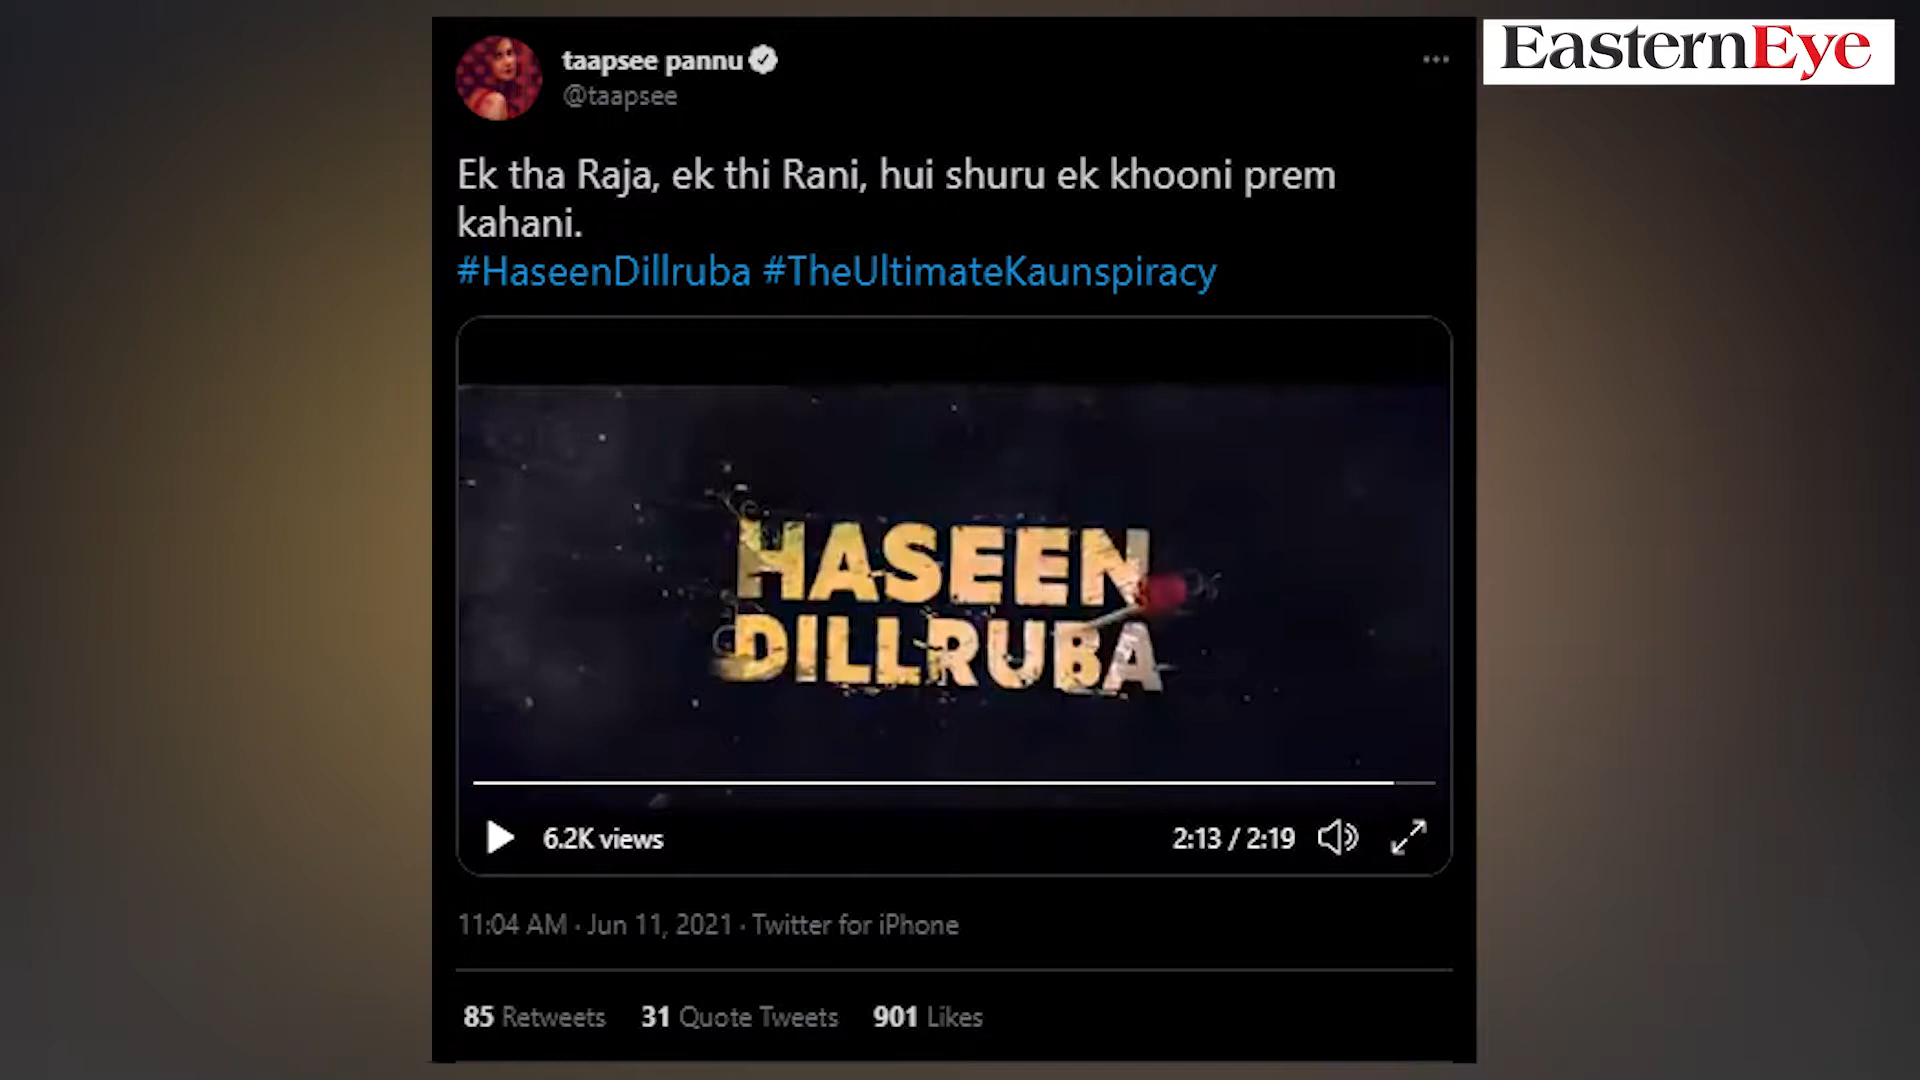 EasternEye
taapsee pannu
@taapsee
Ek tha Raja, ek thi Rani, hui shuru ek khooni prem
kahani.
#HaseenDillruba #TheUltimateKaunspiracy
HASEEN
DILLRUBA
6.2K views
2:13 / 2:19
11:04 AM · Jun 11, 2021 · Twitter for iPhone
85 Retweets 31 Quote Tweets 901 Likes